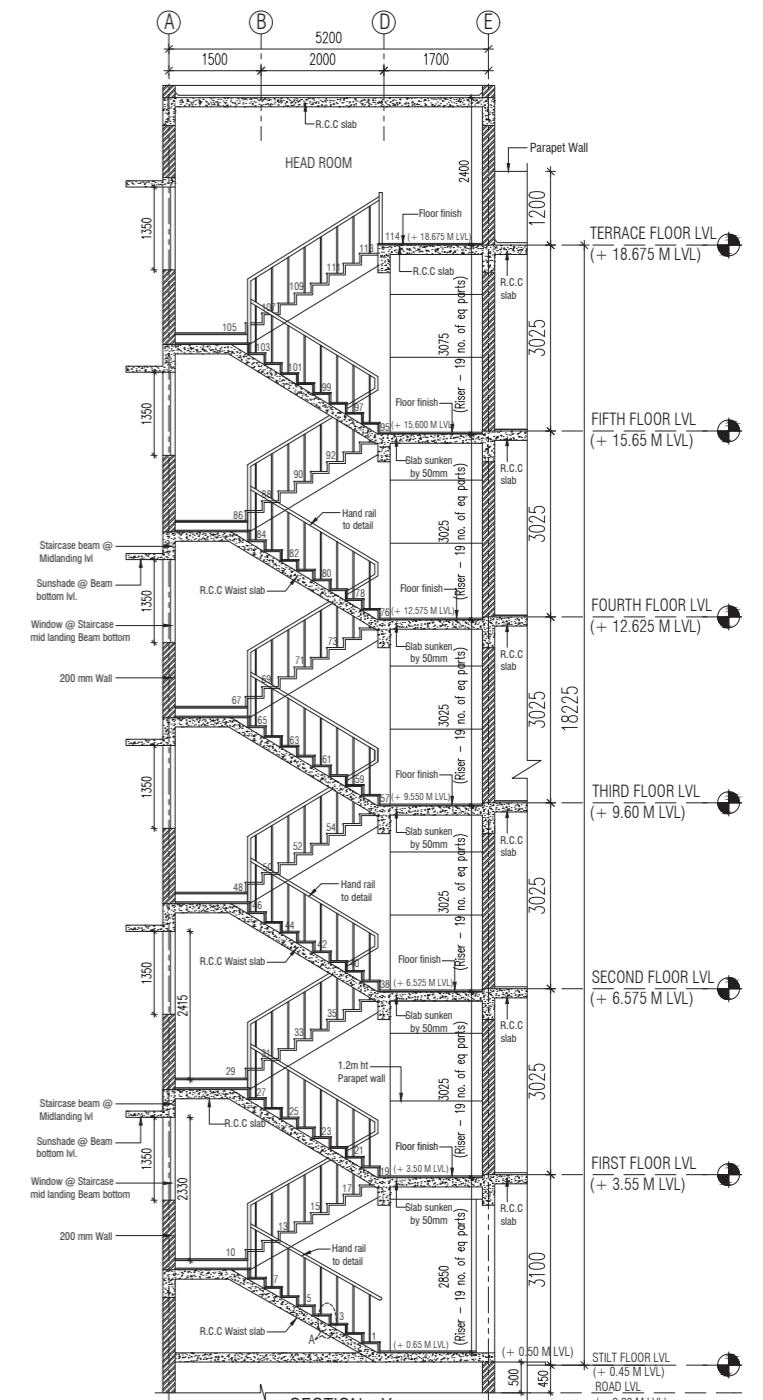 A B D E
5200
1500 2000 1700
R.C.C slab
HEAD ROOM
Parapet Wall
2400
1200
1350
Floor finish
114 (+ 18.675 M LVL)
TERRACE FLOOR LVL
(+ 18.675 M LVL)
113
R.C.C slab
111
109
107
105
103
101
99
97
R.C.C
slab
3075
(Riser - 19 no. of eq parts)
3025
1350
Floor finish
95 (+ 15.600 M LVL)
FIFTH FLOOR LVL
(+ 15.65 M LVL)
Slab sunken
by 50mm
R.C.C
slab
92
90
88
86
84
82
80
78
Hand rail
to detail
3025
(Riser - 19 no. of eq parts)
3025
Staircase beam @
Midlanding lvl
Sunshade @ Beam
bottom lvl.
R.C.C Waist slab
1350
Window @ Staircase
mid landing Beam bottom
200 mm Wall
Floor finish
76 (+ 12.575 M LVL)
FOURTH FLOOR LVL
(+ 12.625 M LVL)
Slab sunken
by 50mm
R.C.C
slab
73
71
69
67
65
63
61
59
3025
(Riser - 19 no. of eq parts)
3025
18225
1350
Floor finish
57 (+ 9.550 M LVL)
THIRD FLOOR LVL
(+ 9.60 M LVL)
Slab sunken
by 50mm
R.C.C
slab
54
52
50
48
46
44
42
40
Hand rail
to detail
3025
(Riser - 19 no. of eq parts)
3025
R.C.C Waist slab
1350
2415
Floor finish
38 (+ 6.525 M LVL)
SECOND FLOOR LVL
(+ 6.575 M LVL)
Slab sunken
by 50mm
R.C.C
slab
35
33
31
29
27
25
23
21
1.2m ht
Parapet wall
3025
(Riser - 19 no. of eq parts)
3025
Staircase beam @
Midlanding lvl
R.C.C slab
Sunshade @ Beam
bottom lvl.
1350
2330
Window @ Staircase
mid landing Beam bottom
200 mm Wall
Floor finish
19 (+ 3.50 M LVL)
FIRST FLOOR LVL
(+ 3.55 M LVL)
Slab sunken
by 50mm
R.C.C
slab
17
15
13
10
7
5
3
1
Hand rail
to detail
2850
(Riser - 19 no. of eq parts)
3100
R.C.C Waist slab
A
(+ 0.65 M LVL)
(+ 0.50 M LVL)
STILT FLOOR LVL
(+ 0.45 M LVL)
500
450
ROAD LVL